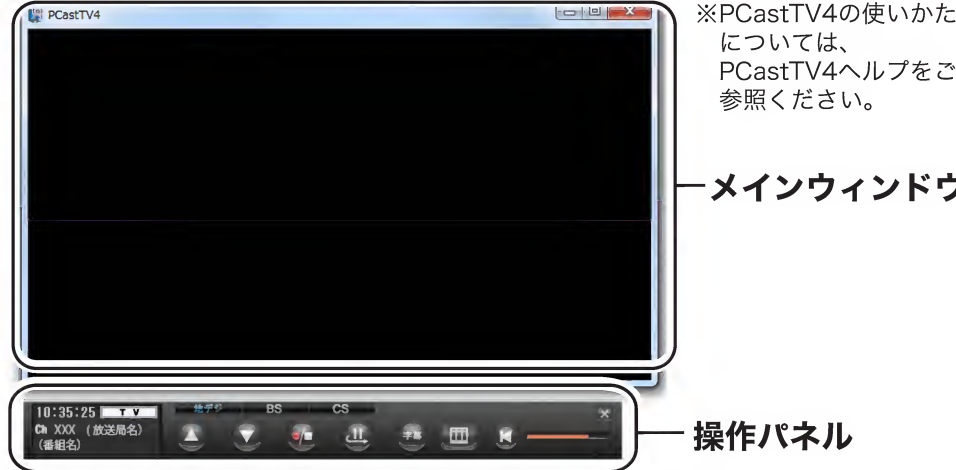 PCastTV4
※PCastTV4の使いかた
については、
PCastTV4ヘルプをご
参照ください。
メインウィンドウ
10:35:25 TV
地デジ BS CS
Ch XXX (放送局名)
(番組名)
字幕
操作パネル